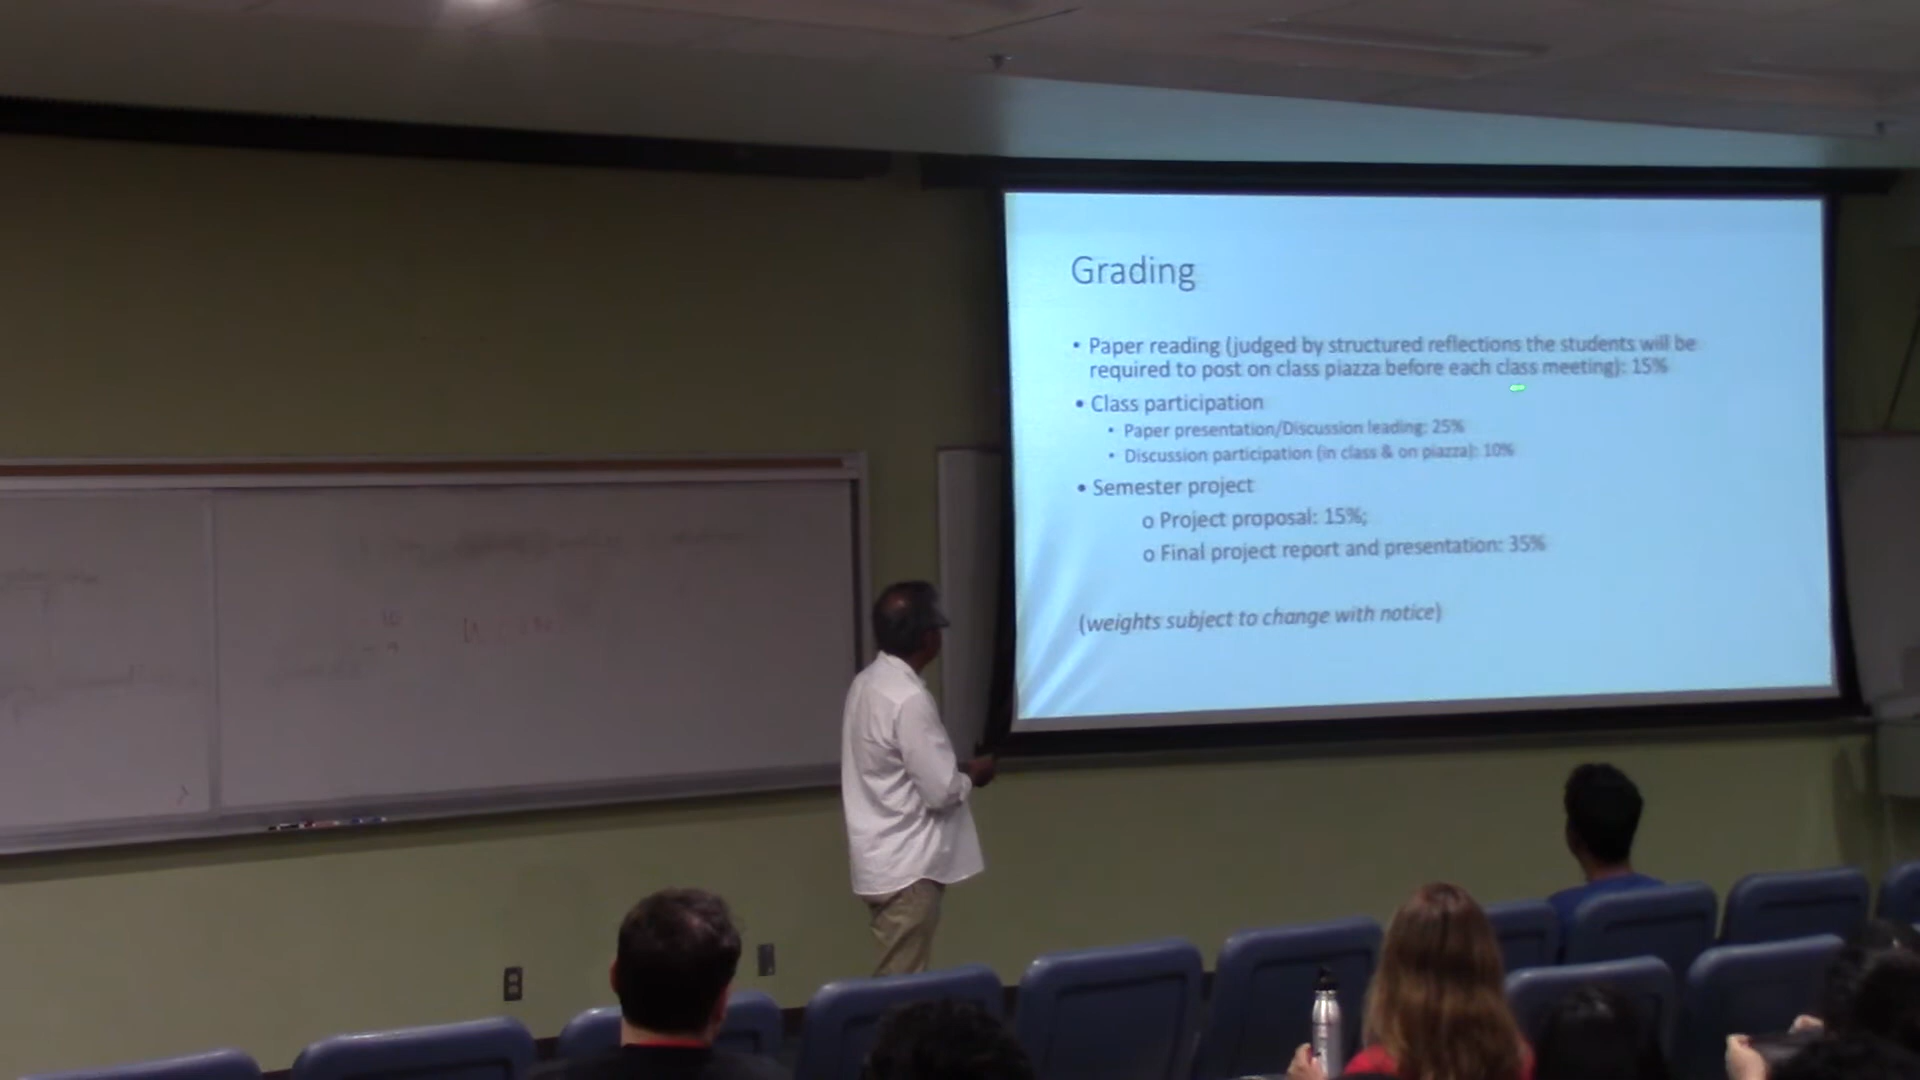 Grading
• Paper reading (judged by structured reflections the students will be
required to post on class piazza before each class meeting): 15%
• Class participation
• Paper presentation/Discussion leading: 25%
• Discussion participation (in class & on piazza): 10%
• Semester project
o Project proposal: 15%;
o Final project report and presentation: 35%
(weights subject to change with notice)